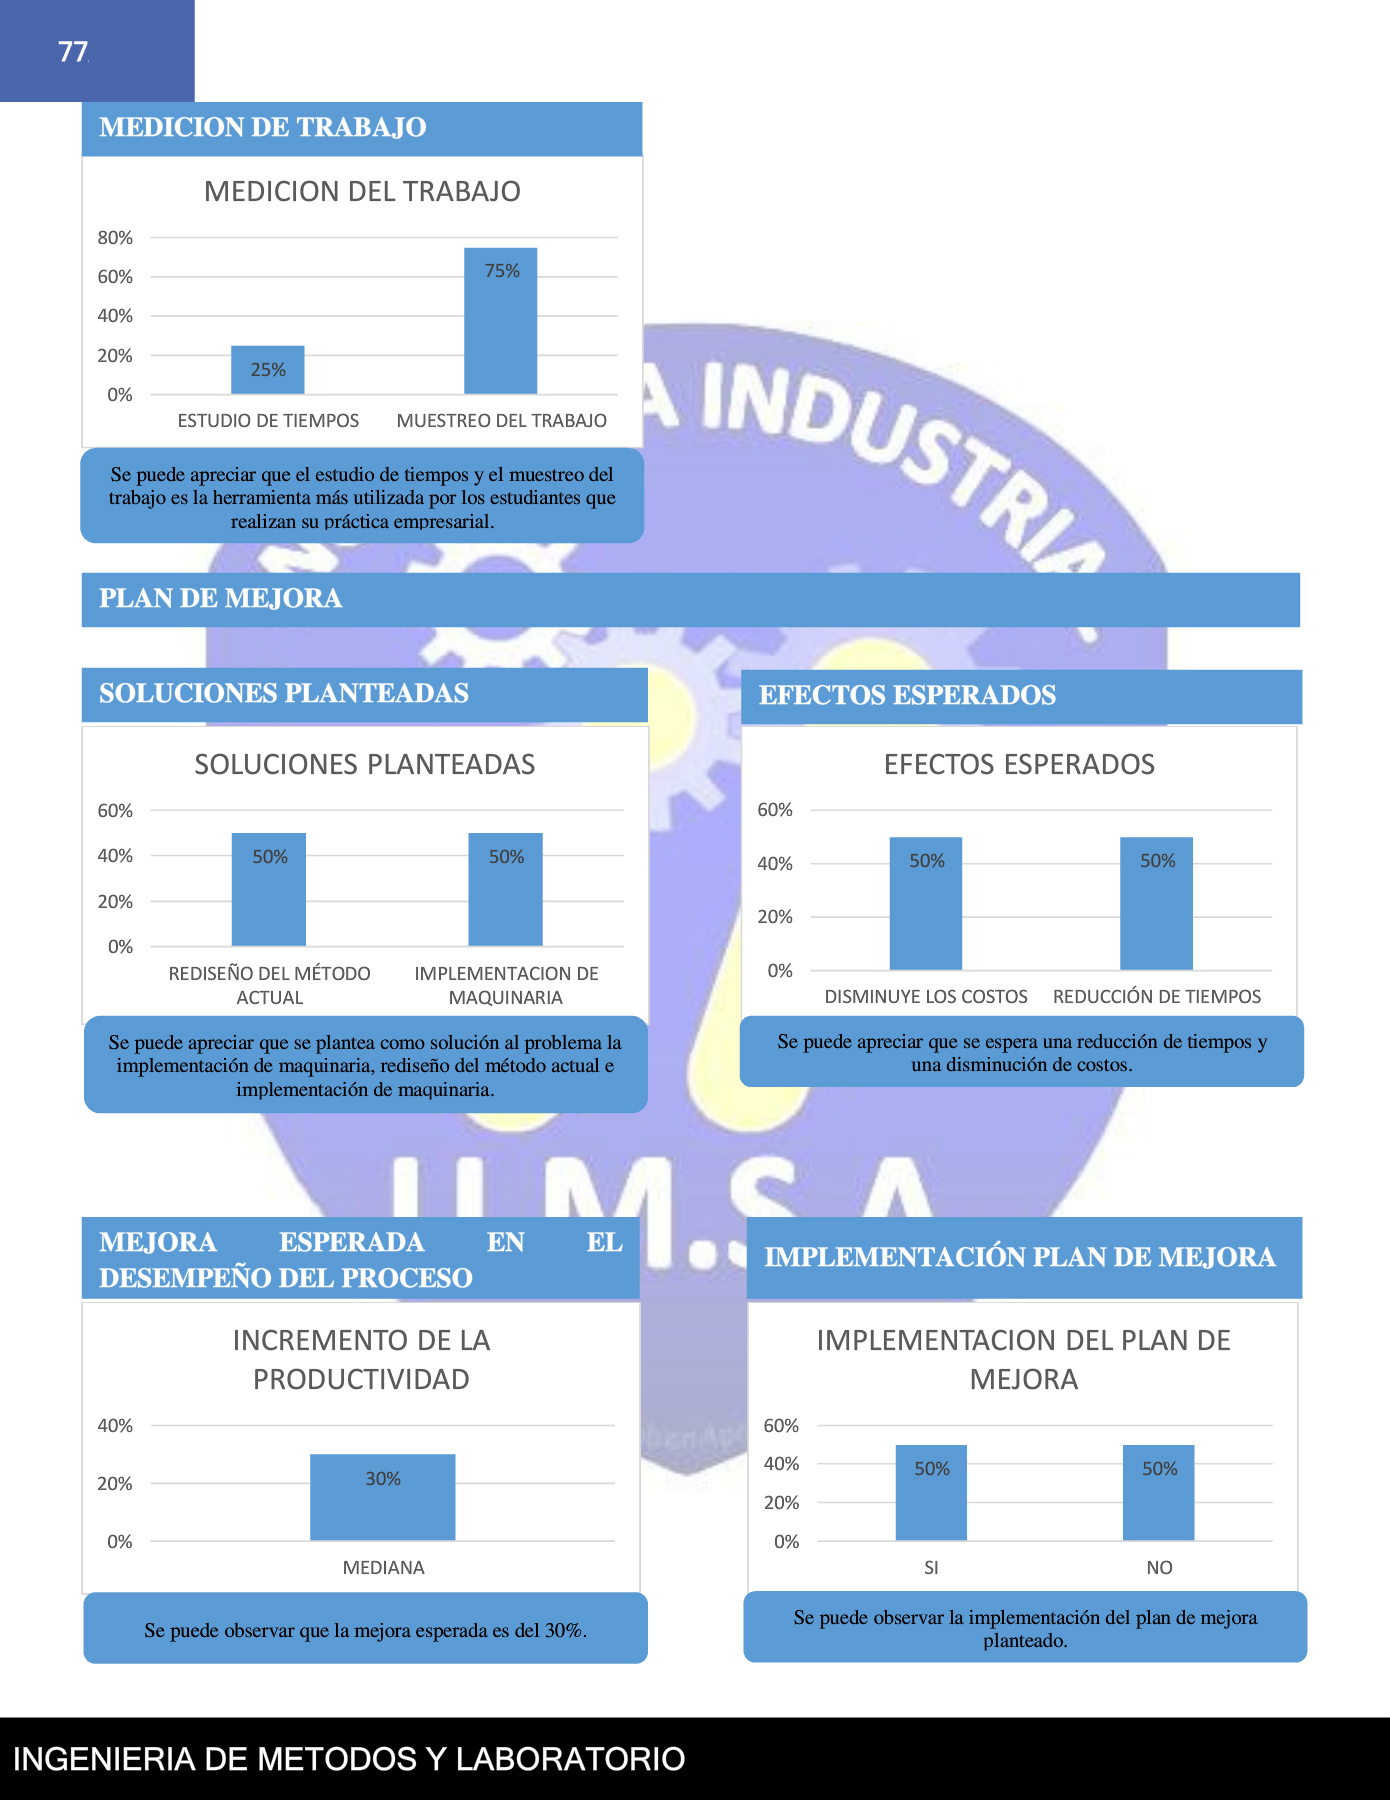 77
MEDICION DE TRABAJO
MEDICION DEL TRABAJO
80%
60%
40%
20%
0%
75%
25%
ESTUDIO DE TIEMPOS
MUESTREO DEL TRABAJO
Se puede apreciar que el estudio de tiempos y el muestreo del
trabajo es la herramienta más utilizada por los estudiantes que
realizan su práctica empresarial.
A INDUSTRIAL
PLAN DE MEJORA
SOLUCIONES PLANTEADAS
SOLUCIONES PLANTEADAS
60%
40%
20%
0%
50%
50%
REDISEÑO DEL MÉTODO
ACTUAL
IMPLEMENTACION DE
MAQUINARIA
Se puede apreciar que se plantea como solución al problema la
implementación de maquinaria, rediseño del método actual e
implementación de maquinaria.
EFECTOS ESPERADOS
EFECTOS ESPERADOS
60%
40%
20%
0%
50%
50%
DISMINUYE LOS COSTOS
REDUCCIÓN DE TIEMPOS
Se puede apreciar que se espera una reducción de tiempos y
una disminución de costos.
U.M.S.A.
MEJORA ESPERADA EN EL
DESEMPEÑO DEL PROCESO
INCREMENTO DE LA
PRODUCTIVIDAD
40%
20%
0%
30%
MEDIANA
Se puede observar que la mejora esperada es del 30%.
IMPLEMENTACIÓN PLAN DE MEJORA
IMPLEMENTACION DEL PLAN DE
MEJORA
60%
40%
20%
0%
50%
50%
SI
NO
Se puede observar la implementación del plan de mejora
planteado.
INGENIERIA DE METODOS Y LABORATORIO